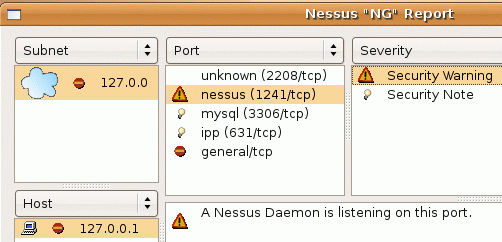 Nessus "NG" Report
Subnet
Port
Severity
127.0.0
unknown (2208/tcp)
nessus (1241/tcp)
mysql (3306/tcp)
ipp (631/tcp)
general/tcp
Security Warning
Security Note
Host
127.0.0.1
A Nessus Daemon is listening on this port.